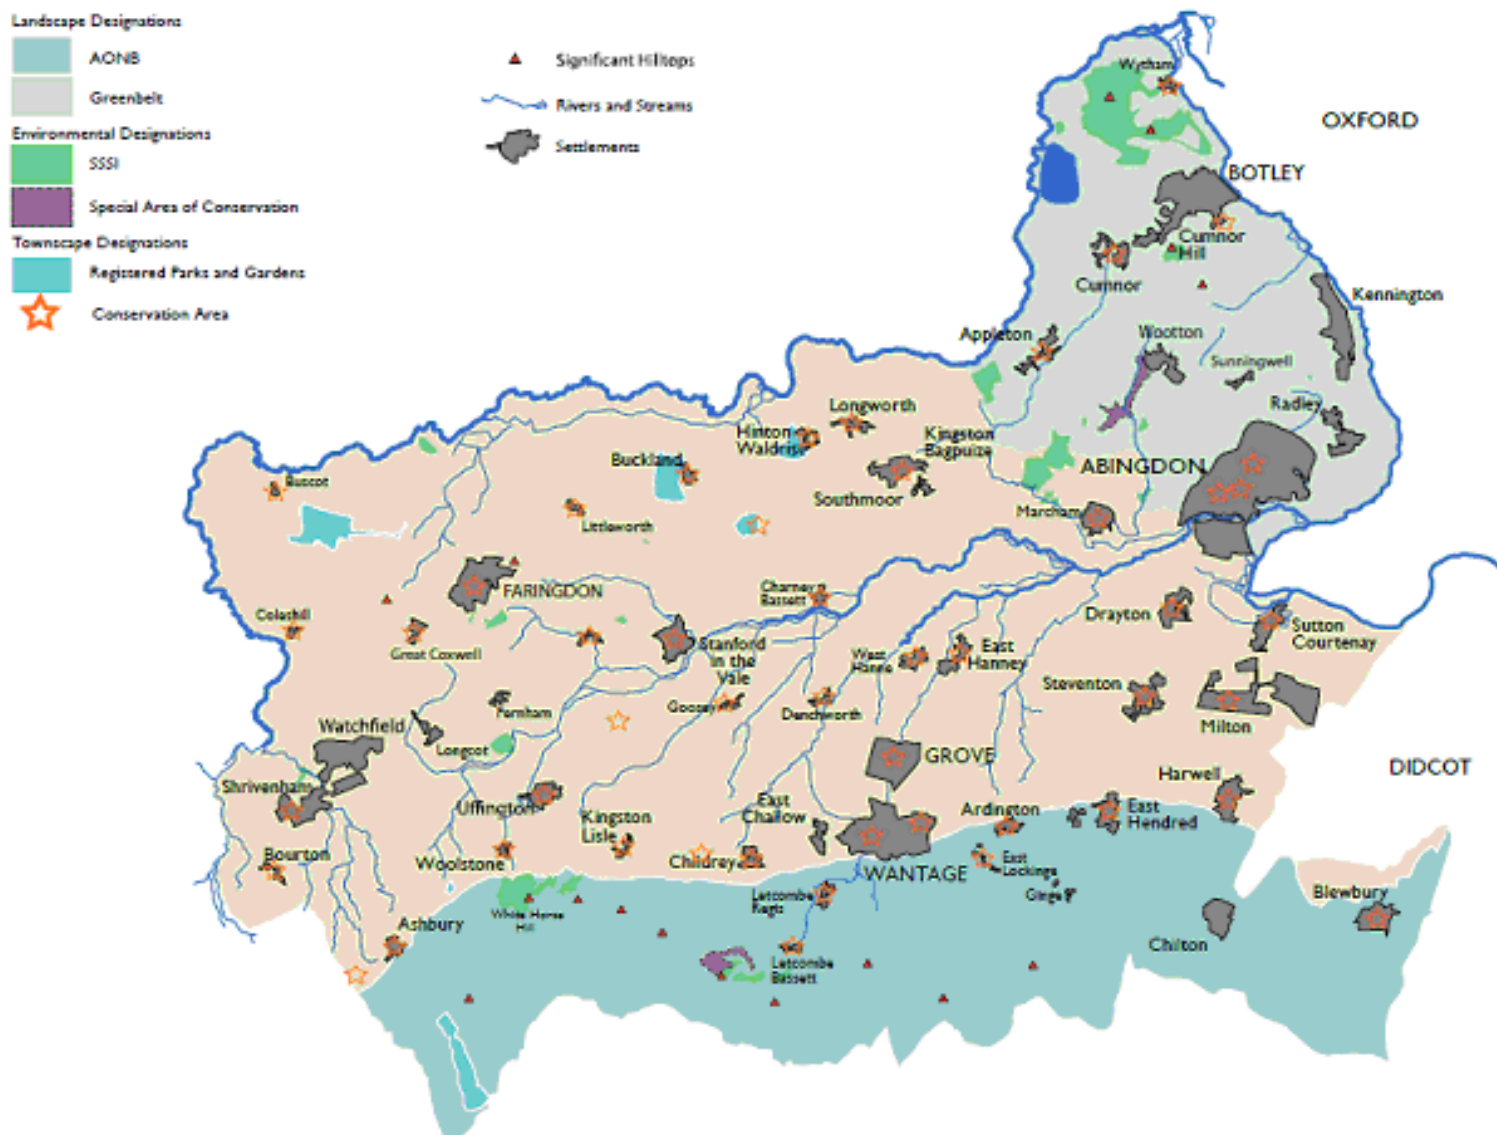 Landscape Designations
AONB
Greenbelt
Environmental Designations
SSSI
Special Area of Conservation
Townscape Designations
Registered Parks and Gardens
Conservation Area
Significant Hilltops
Rivers and Streams
Settlements
Wytham
OXFORD
BOTLEY
Cumnor
Hill
Cumnor
Kennington
Appleton
Wootton
Sunningwell
Radley
Longworth
Hinton
Waldrist
Kingston
Bagpuize
Buckland
ABINGDON
Buscot
Southmoor
Marcham
Littleworth
FARINGDON
Charney
Bassett
Coleshill
Drayton
Sutton
Courtenay
Great Coxwell
Stanford
in the
Vale
West
Hanne
East
Hanney
Steventon
Goosey
Denchworth
Fernham
Milton
Watchfield
Longcot
GROVE
DIDCOT
Shrivenham
Harwell
Uffington
Kingston
Lisle
East
Challow
Ardington
East
Hendred
Bourton
Woolstone
Childrey
WANTAGE
East
Lockinge
Letcombe
Regis
Ginge
Blewbury
White Horse
Hill
Ashbury
Chilton
Letcombe
Bassett